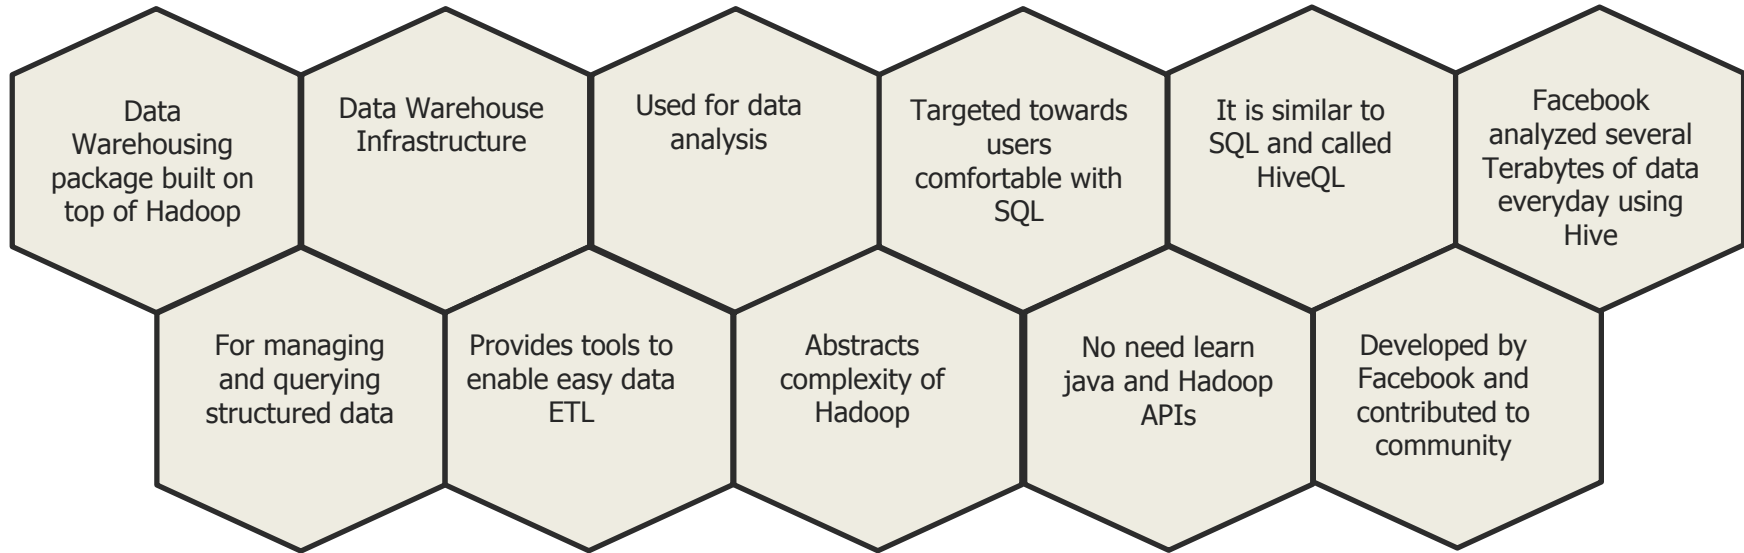 Data
Warehousing
package built on
top of Hadoop
Data Warehouse
Infrastructure
Used for data
analysis
Targeted towards
users
comfortable with
SQL
It is similar to
SQL and called
HiveQL
Facebook
analyzed several
Terabytes of data
everyday using
Hive
For managing
and querying
structured data
Provides tools to
enable easy data
ETL
Abstracts
complexity of
Hadoop
No need learn
java and Hadoop
APIs
Developed by
Facebook and
contributed to
community